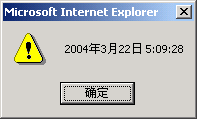 Microsoft Internet Explorer
2004年3月22日 5:09:28
确定